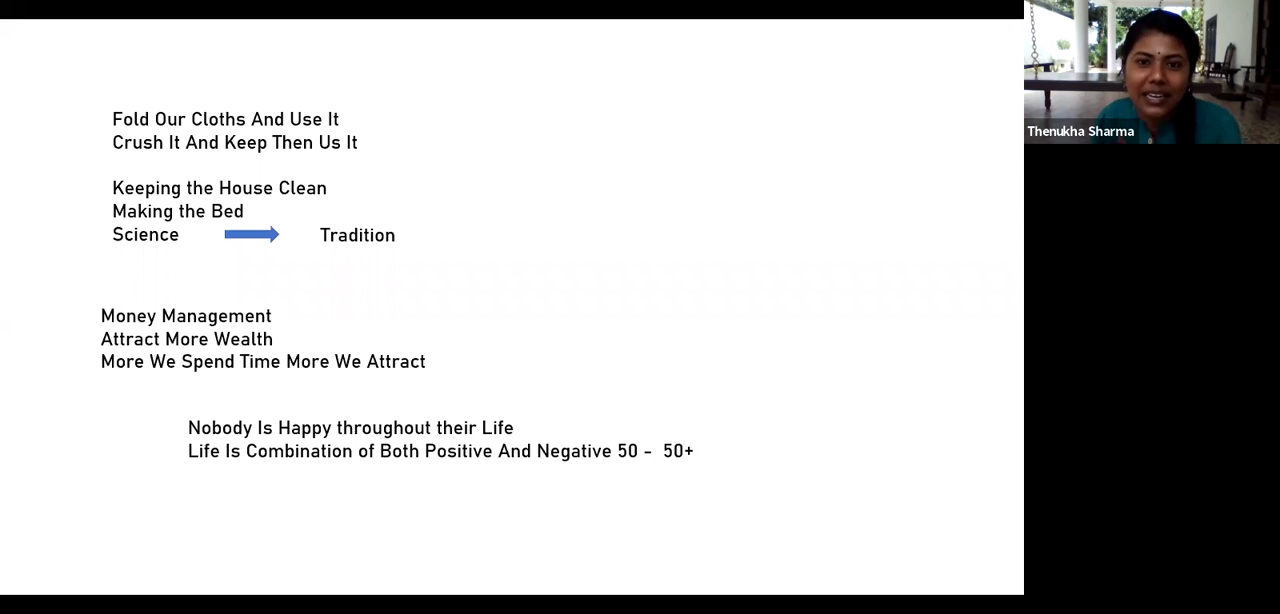 Fold Our Cloths And Use It
Crush It And Keep Then Us It
Keeping the House Clean
Making the Bed
Science Tradition
Money Management
Attract More Wealth
More We Spend Time More We Attract
Nobody Is Happy throughout their Life
Life Is Combination of Both Positive And Negative 50 - 50+
Thenukha Sharma